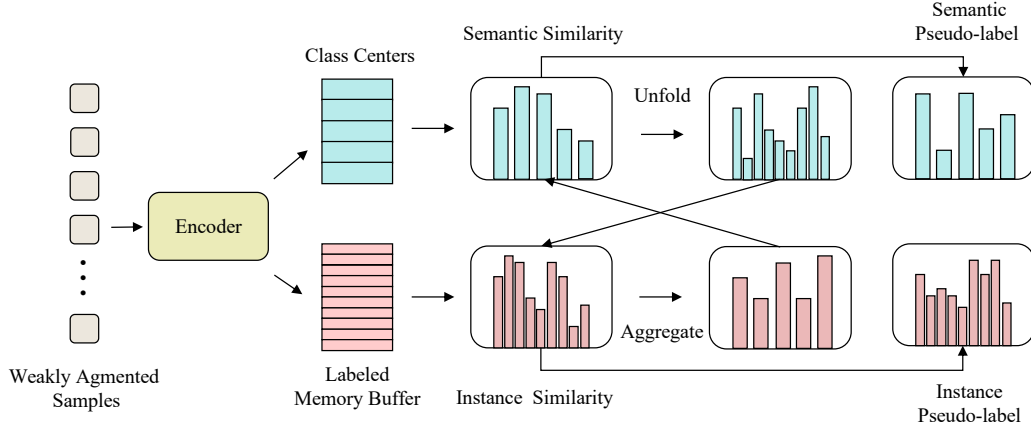 Semantic
Pseudo-label
Semantic Similarity
Class Centers
Unfold
Encoder
Aggregate
Weakly Agmented
Samples
Labeled
Memory Buffer
Instance Similarity
Instance
Pseudo-label